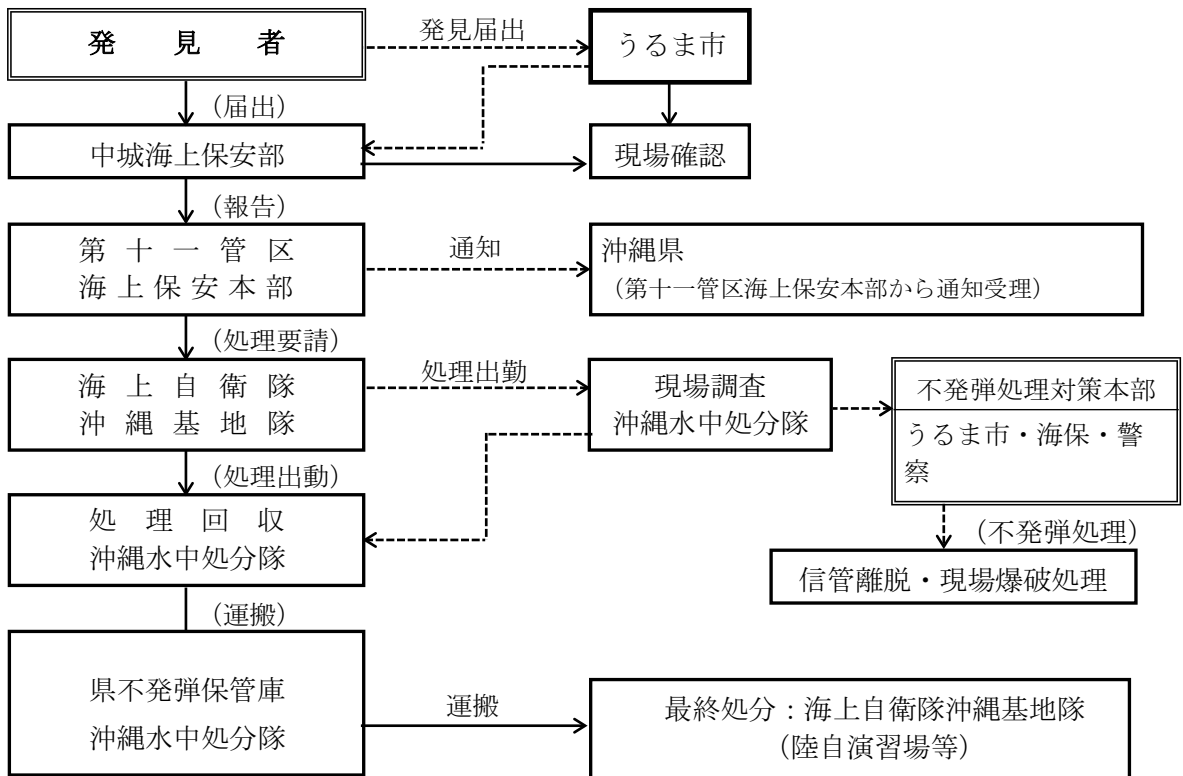 発見者
発見届出
うるま市
（届出）
中城海上保安部
現場確認
（報告）
第十一管区
海上保安本部
通知
沖縄県
（第十一管区海上保安本部から通知受理）
（処理要請）
海上自衛隊
沖縄基地隊
処理出勤
現場調査
沖縄水中処分隊
不発弾処理対策本部
うるま市・海保・警
察
（処理出動）
処理回収
沖縄水中処分隊
（不発弾処理）
信管離脱・現場爆破処理
（運搬）
県不発弾保管庫
沖縄水中処分隊
運搬
最終処分：海上自衛隊沖縄基地隊
（陸自演習場等）